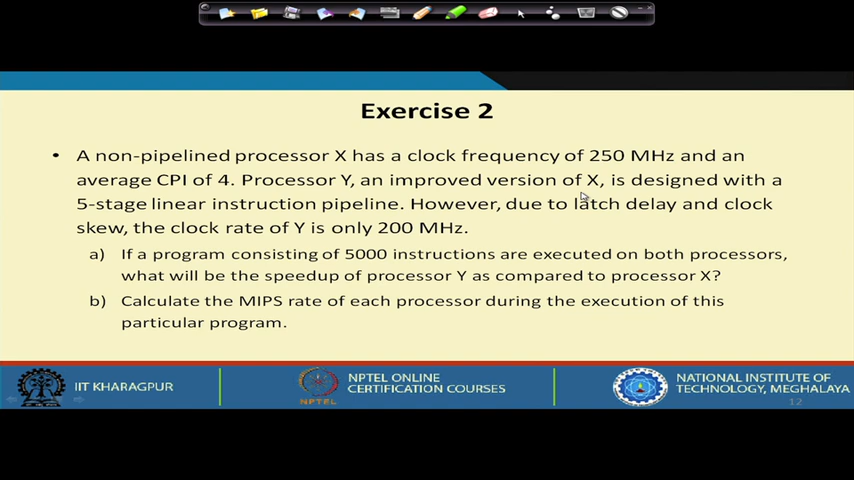 Exercise 2
• A non-pipelined processor X has a clock frequency of 250 MHz and an
average CPI of 4. Processor Y, an improved version of X, is designed with a
5-stage linear instruction pipeline. However, due to latch delay and clock
skew, the clock rate of Y is only 200 MHz.
a) If a program consisting of 5000 instructions are executed on both processors,
what will be the speedup of processor Y as compared to processor X?
b) Calculate the MIPS rate of each processor during the execution of this
particular program.
IIT KHARAGPUR
NPTEL
NPTEL ONLINE
CERTIFICATION COURSES
NATIONAL INSTITUTE OF
TECHNOLOGY, MEGHALAYA
12